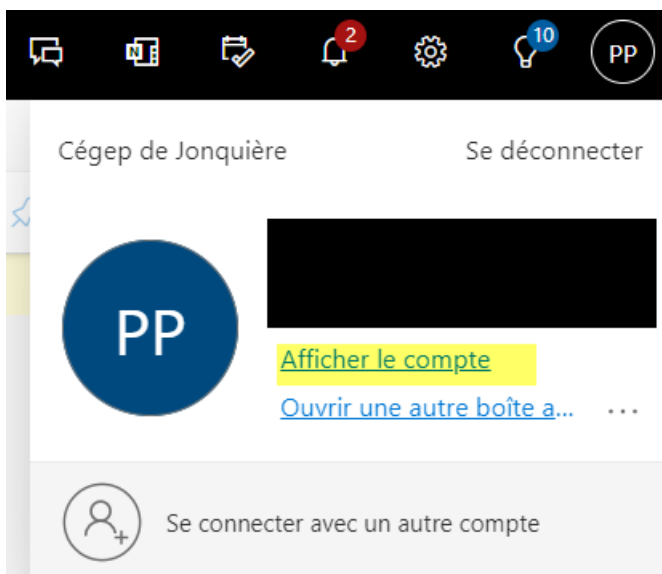 2
10
PP
Cégep de Jonquière
Se déconnecter
PP
Afficher le compte
Ouvrir une autre boîte a...
Se connecter avec un autre compte